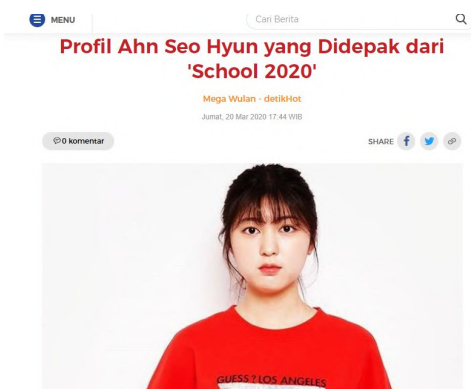 MENU
Cari Berita
Profil Ahn Seo Hyun yang Didepak dari
'School 2020'
Mega Wulan - detikHot
Jumat, 20 Mar 2020 17:44 WIB
0 komentar
SHARE
GUESS ? LOS ANGELES